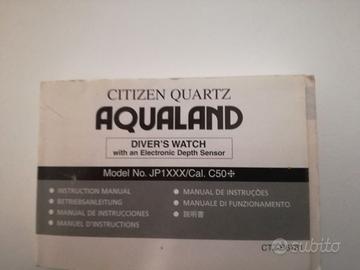 CITIZEN QUARTZ
AQUALAND
DIVER'S WATCH
with an Electronic Depth Sensor
Model No. JP1XXX/Cal. C50❉
● INSTRUCTION MANUAL
● BETRIEBSANLEITUNG
● MANUAL DE INSTRUCCIONES
● MANUEL D'INSTRUCTIONS
● MANUAL DE INSTRUÇÕES
● MANUALE DI FUNZIONAMENTO
● 説明書
subito